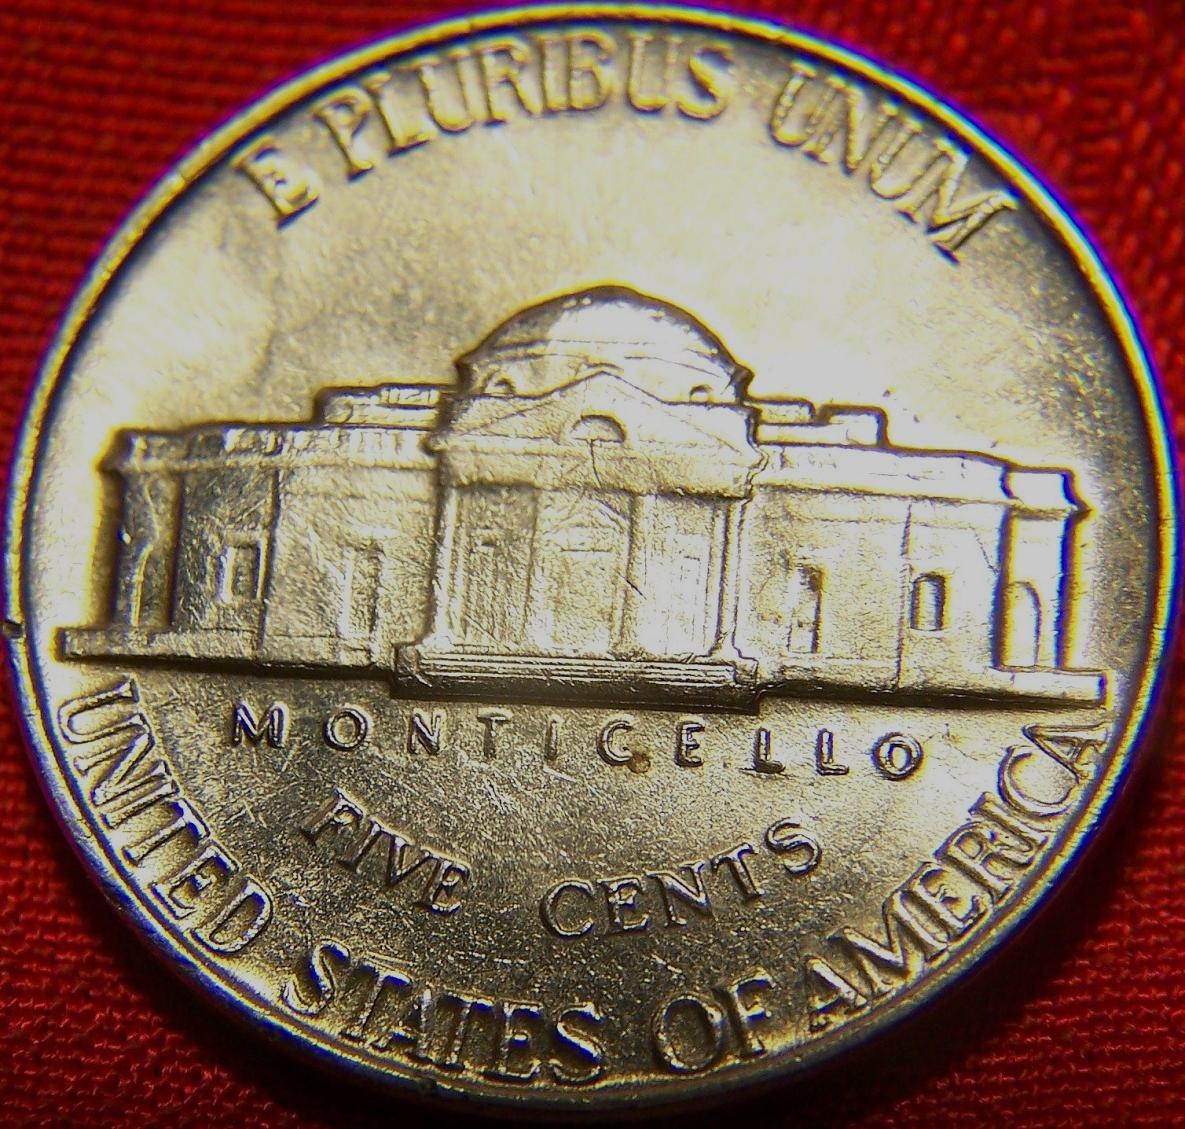 E PLURIBUS UNUM
MONTICELLO
FIVE CENTS
UNITED STATES OF AMERICA